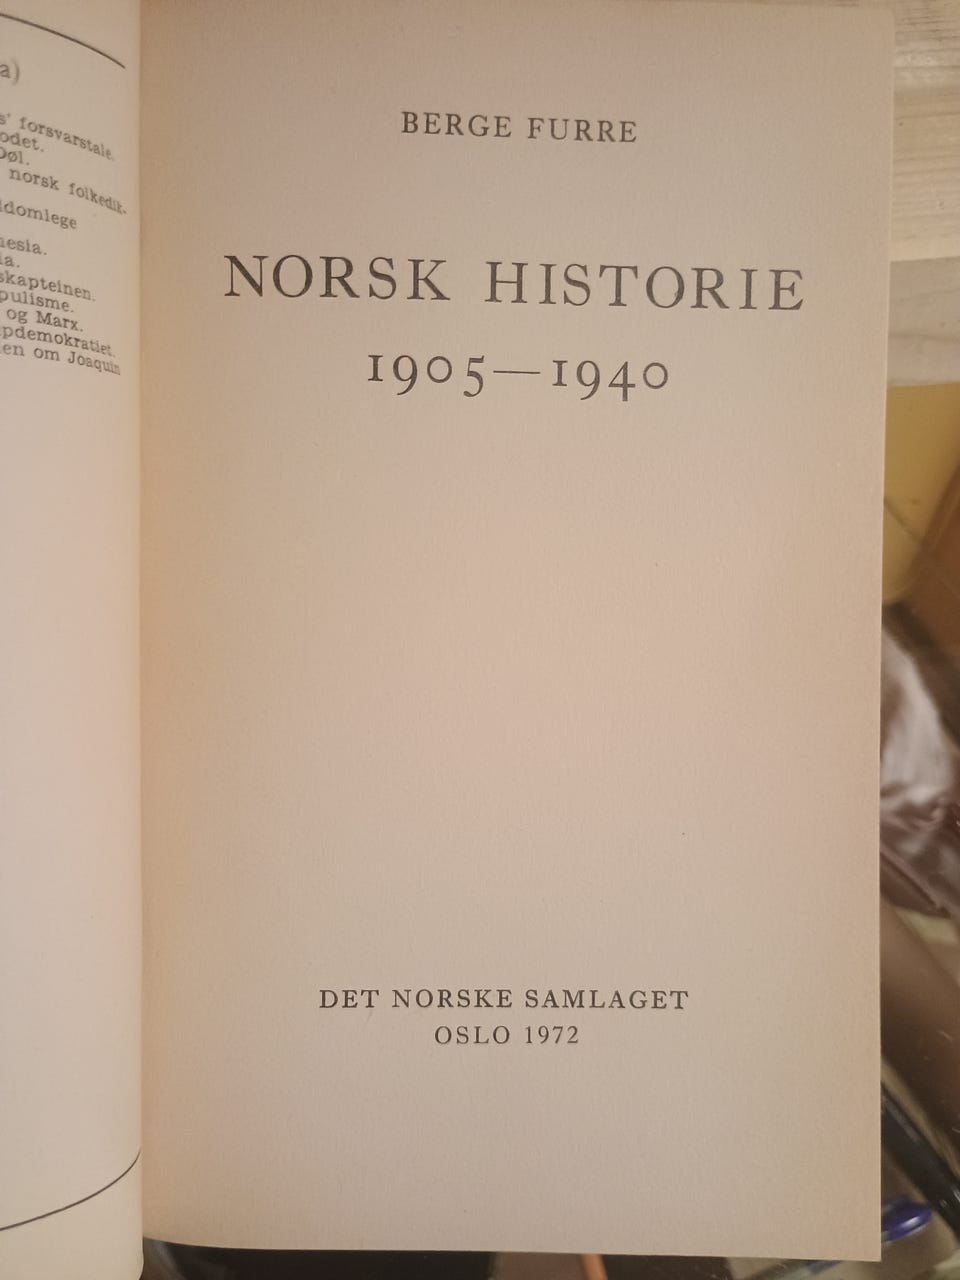 a)
s' forsvarstale.
odet.
Døl.
norsk folkedik-
domlege
nesia.
ia.
skapteinen.
pulisme.
og Marx.
pdemokratiet.
en om Joaquin
BERGE FURRE
NORSK HISTORIE
1905—1940
DET NORSKE SAMLAGET
OSLO 1972